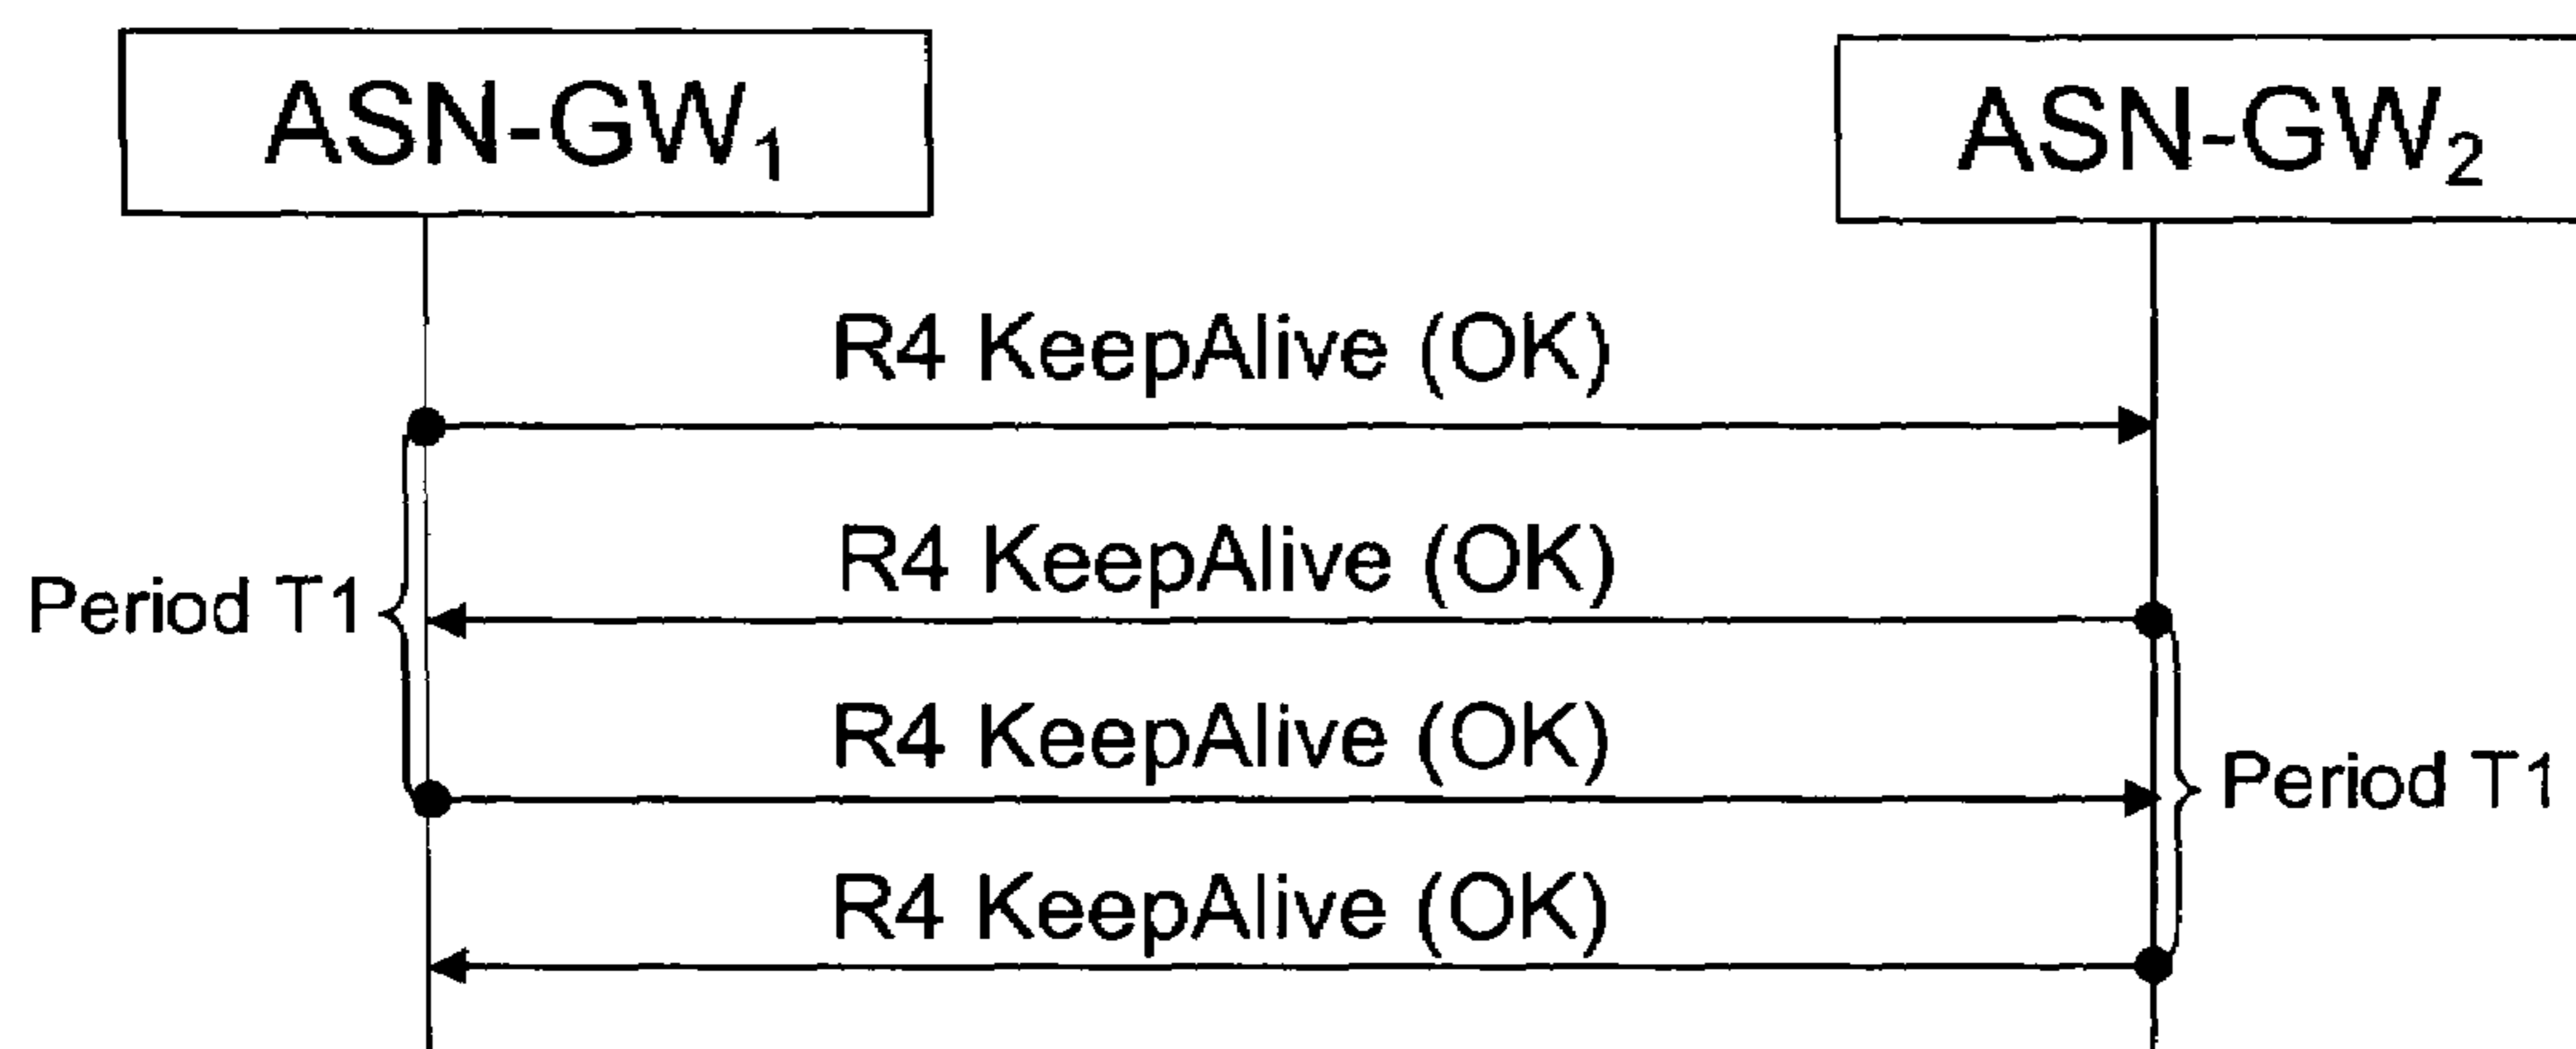 ASN-GW₁
ASN-GW₂
R4 KeepAlive (OK)
R4 KeepAlive (OK)
Period T1
R4 KeepAlive (OK)
Period T1
R4 KeepAlive (OK)